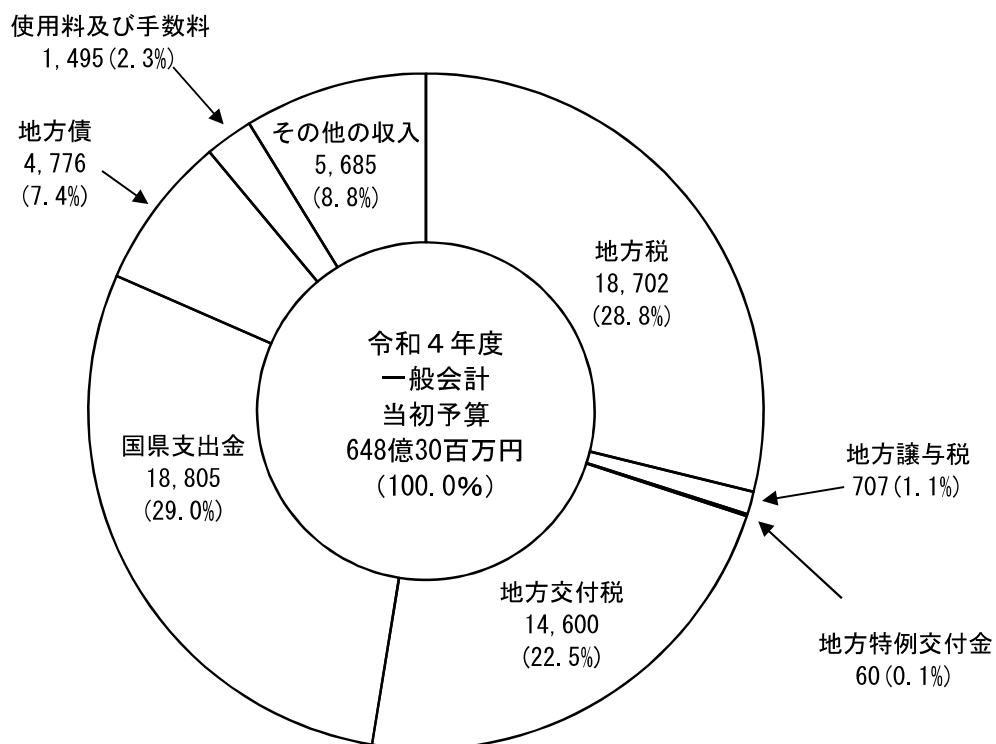 使用料及び手数料
1,495(2.3%)
地方債
4,776
(7.4%)
その他の収入
5,685
(8.8%)
地方税
18,702
(28.8%)
令和４年度
一般会計
当初予算
648億30百万円
(100.0%)
国県支出金
18,805
(29.0%)
地方譲与税
707(1.1%)
地方交付税
14,600
(22.5%)
地方特例交付金
60(0.1%)